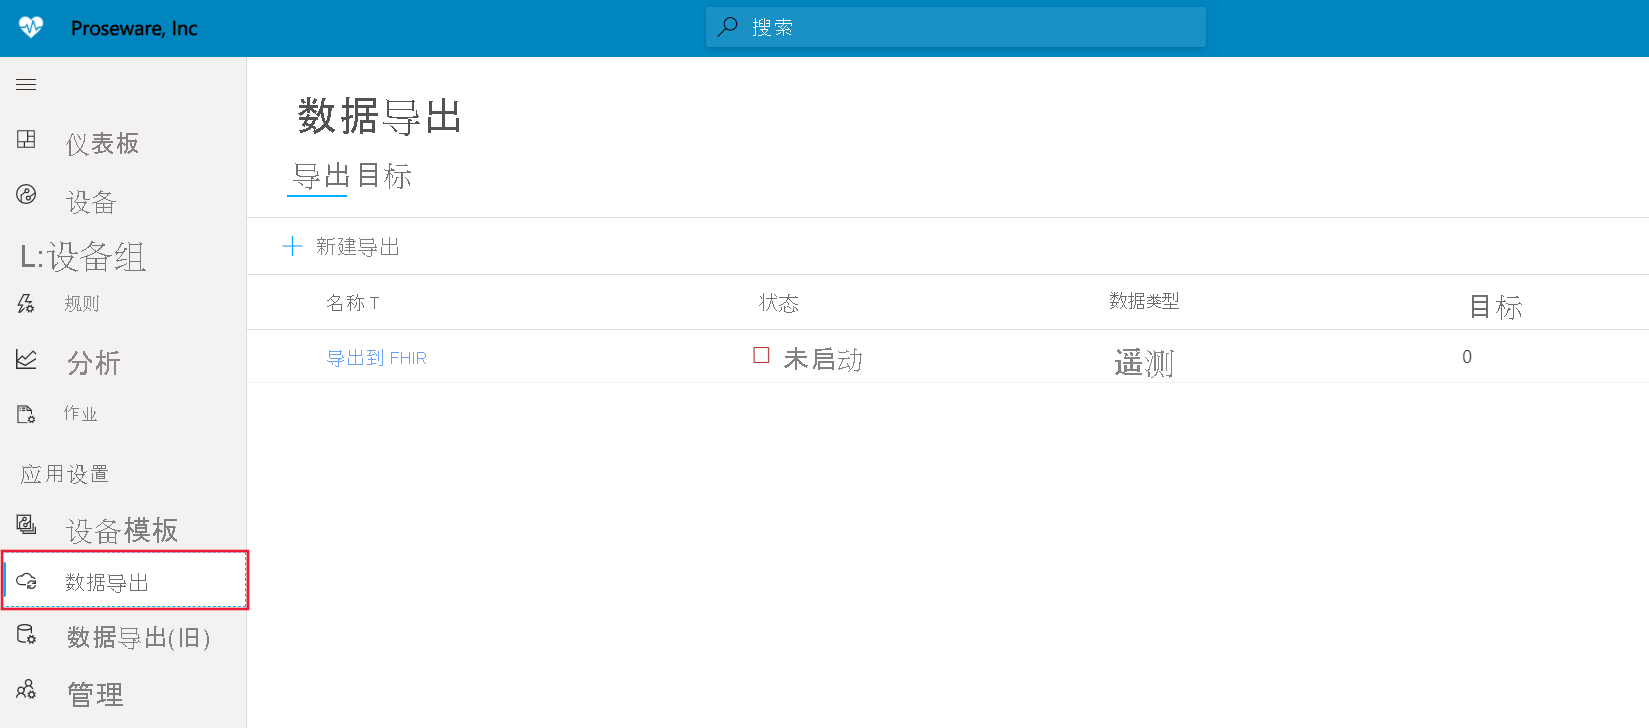 Proseware, Inc
搜索
仪表板
设备
L:设备组
规则
分析
作业
应用设置
设备模板
数据导出
数据导出(旧)
管理
数据导出
导出 目标
新建导出
名称 T 状态 数据类型 目标
导出到 FHIR 未启动 遥测 0